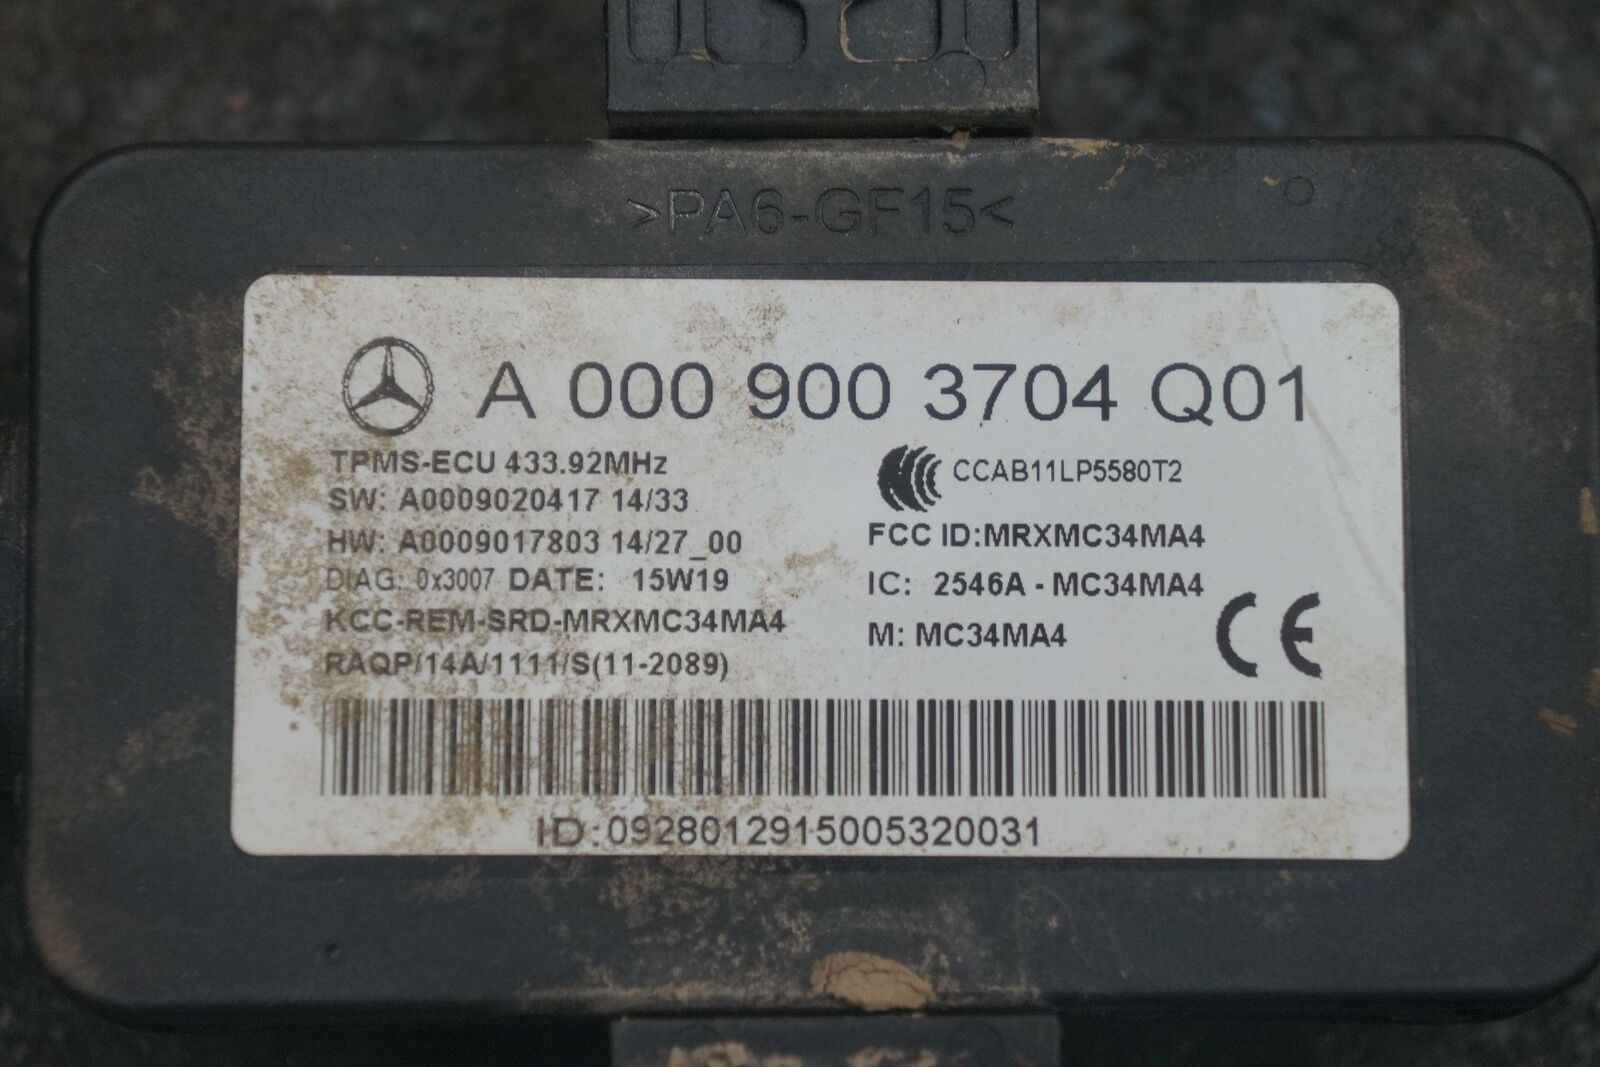 >PA6-GF15<
A 000 900 3704 Q01
TPMS-ECU 433.92MHz
SW: A0009020417 14/33
HW: A0009017803 14/27_00
DIAG: 0x3007 DATE: 15W19
KCC-REM-SRD-MRXMC34MA4
RAQP/14A/1111/S(11-2089)
CCAB11LP5580T2
FCC ID:MRXMC34MA4
IC: 2546A - MC34MA4
M: MC34MA4
CE
ID:0928012915005320031